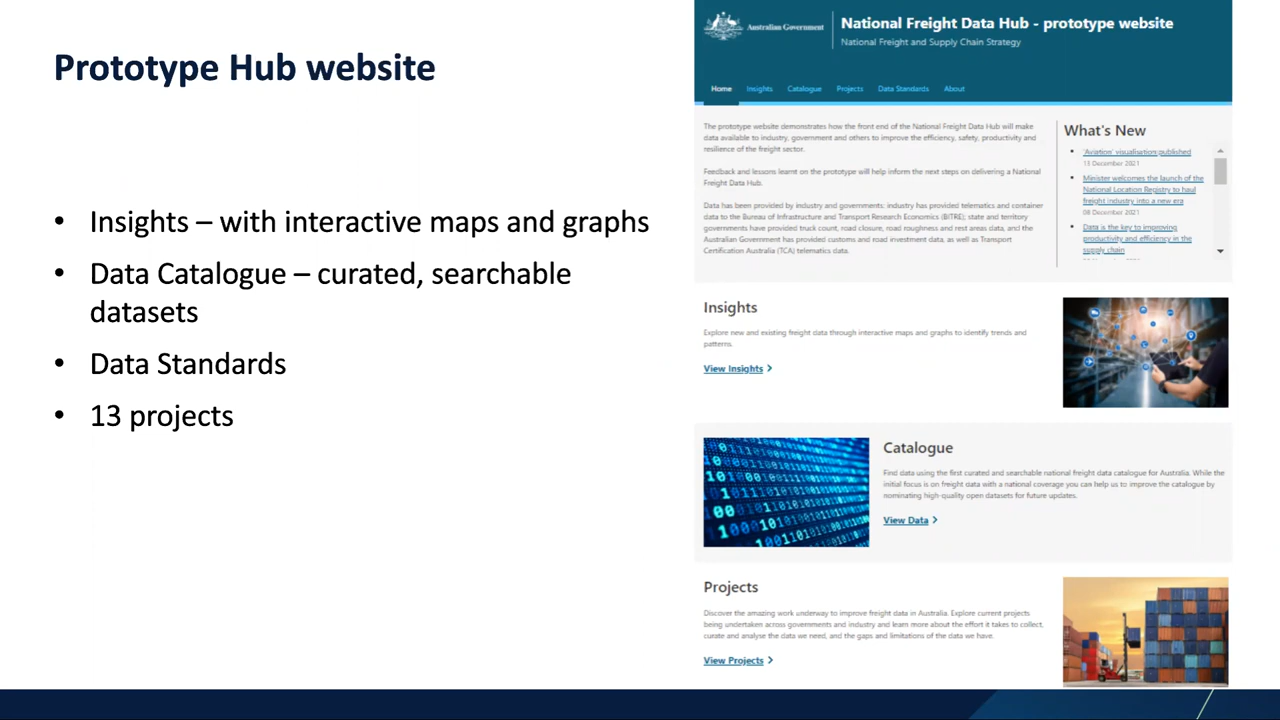 Prototype Hub website
• Insights – with interactive maps and graphs
• Data Catalogue – curated, searchable
datasets
• Data Standards
• 13 projects
Australian Government
National Freight Data Hub - prototype website
National Freight and Supply Chain Strategy
Home Insights Catalogue Projects Data Standards About
The prototype website demonstrates how the front end of the National Freight Data Hub will make
data available to industry, government and others to improve the efficiency, safety, productivity and
resilience of the freight sector.
Feedback and lessons learnt on the prototype will help inform the next steps on delivering a National
Freight Data Hub.
Data has been provided by industry and governments: industry has provided telematics and container
data to the Bureau of Infrastructure and Transport Research Economics (BITRE); state and territory
governments have provided truck count, road closure, road roughness and rest areas data, and the
Australian Government has provided customs and road investment data, as well as Transport
Certification Australia (TCA) telematics data.
What's New
• 'Aviation' visualisation published
13 December 2021
• Minister welcomes the launch of the
National Location Registry to haul
freight industry into a new era
08 December 2021
• Data is the key to improving
productivity and efficiency in the
supply chain
Insights
Explore new and existing freight data through interactive maps and graphs to identify trends and
patterns.
View Insights
Catalogue
Find data using the first curated and searchable national freight data catalogue for Australia. While the
initial focus is on freight data with a national coverage you can help us to improve the catalogue by
nominating high-quality open datasets for future updates.
View Data
Projects
Discover the amazing work underway to improve freight data in Australia. Explore current projects
being undertaken across governments and industry and learn more about the effort it takes to collect,
curate and analyse the data we need, and the gaps and limitations of the data we have.
View Projects